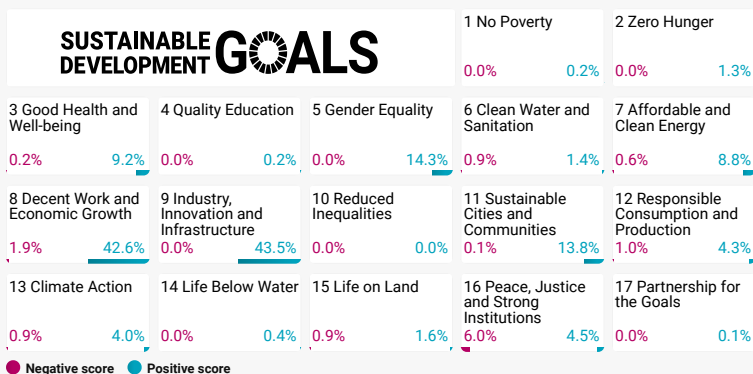 SUSTAINABLE
DEVELOPMENT
GOALS
1 No Poverty
0.0% 0.2%
2 Zero Hunger
0.0% 1.3%
3 Good Health and
Well-being
0.2% 9.2%
4 Quality Education
0.0% 0.2%
5 Gender Equality
0.0% 14.3%
6 Clean Water and
Sanitation
0.9% 1.4%
7 Affordable and
Clean Energy
0.6% 8.8%
8 Decent Work and
Economic Growth
1.9% 42.6%
9 Industry,
Innovation and
Infrastructure
0.0% 43.5%
10 Reduced
Inequalities
0.0% 0.0%
11 Sustainable
Cities and
Communities
0.1% 13.8%
12 Responsible
Consumption and
Production
1.0% 4.3%
13 Climate Action
0.9% 4.0%
14 Life Below Water
0.0% 0.4%
15 Life on Land
0.9% 1.6%
16 Peace, Justice
and Strong
Institutions
6.0% 4.5%
17 Partnership for
the Goals
0.0% 0.1%
Negative score Positive score